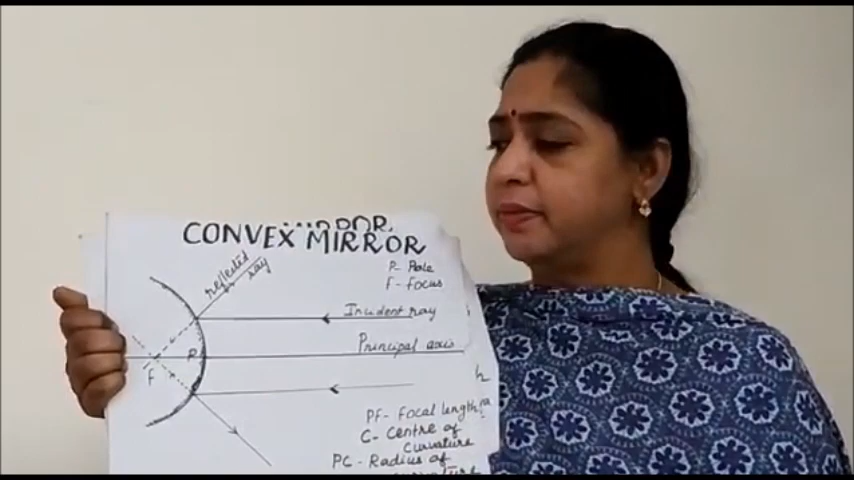 CONVEX MIRROR
reflected
ray
P- Pole
F- Focus
Incident ray
Principal axis
P
F
PF- Focal length
C- Centre of
curvature
PC- Radius of